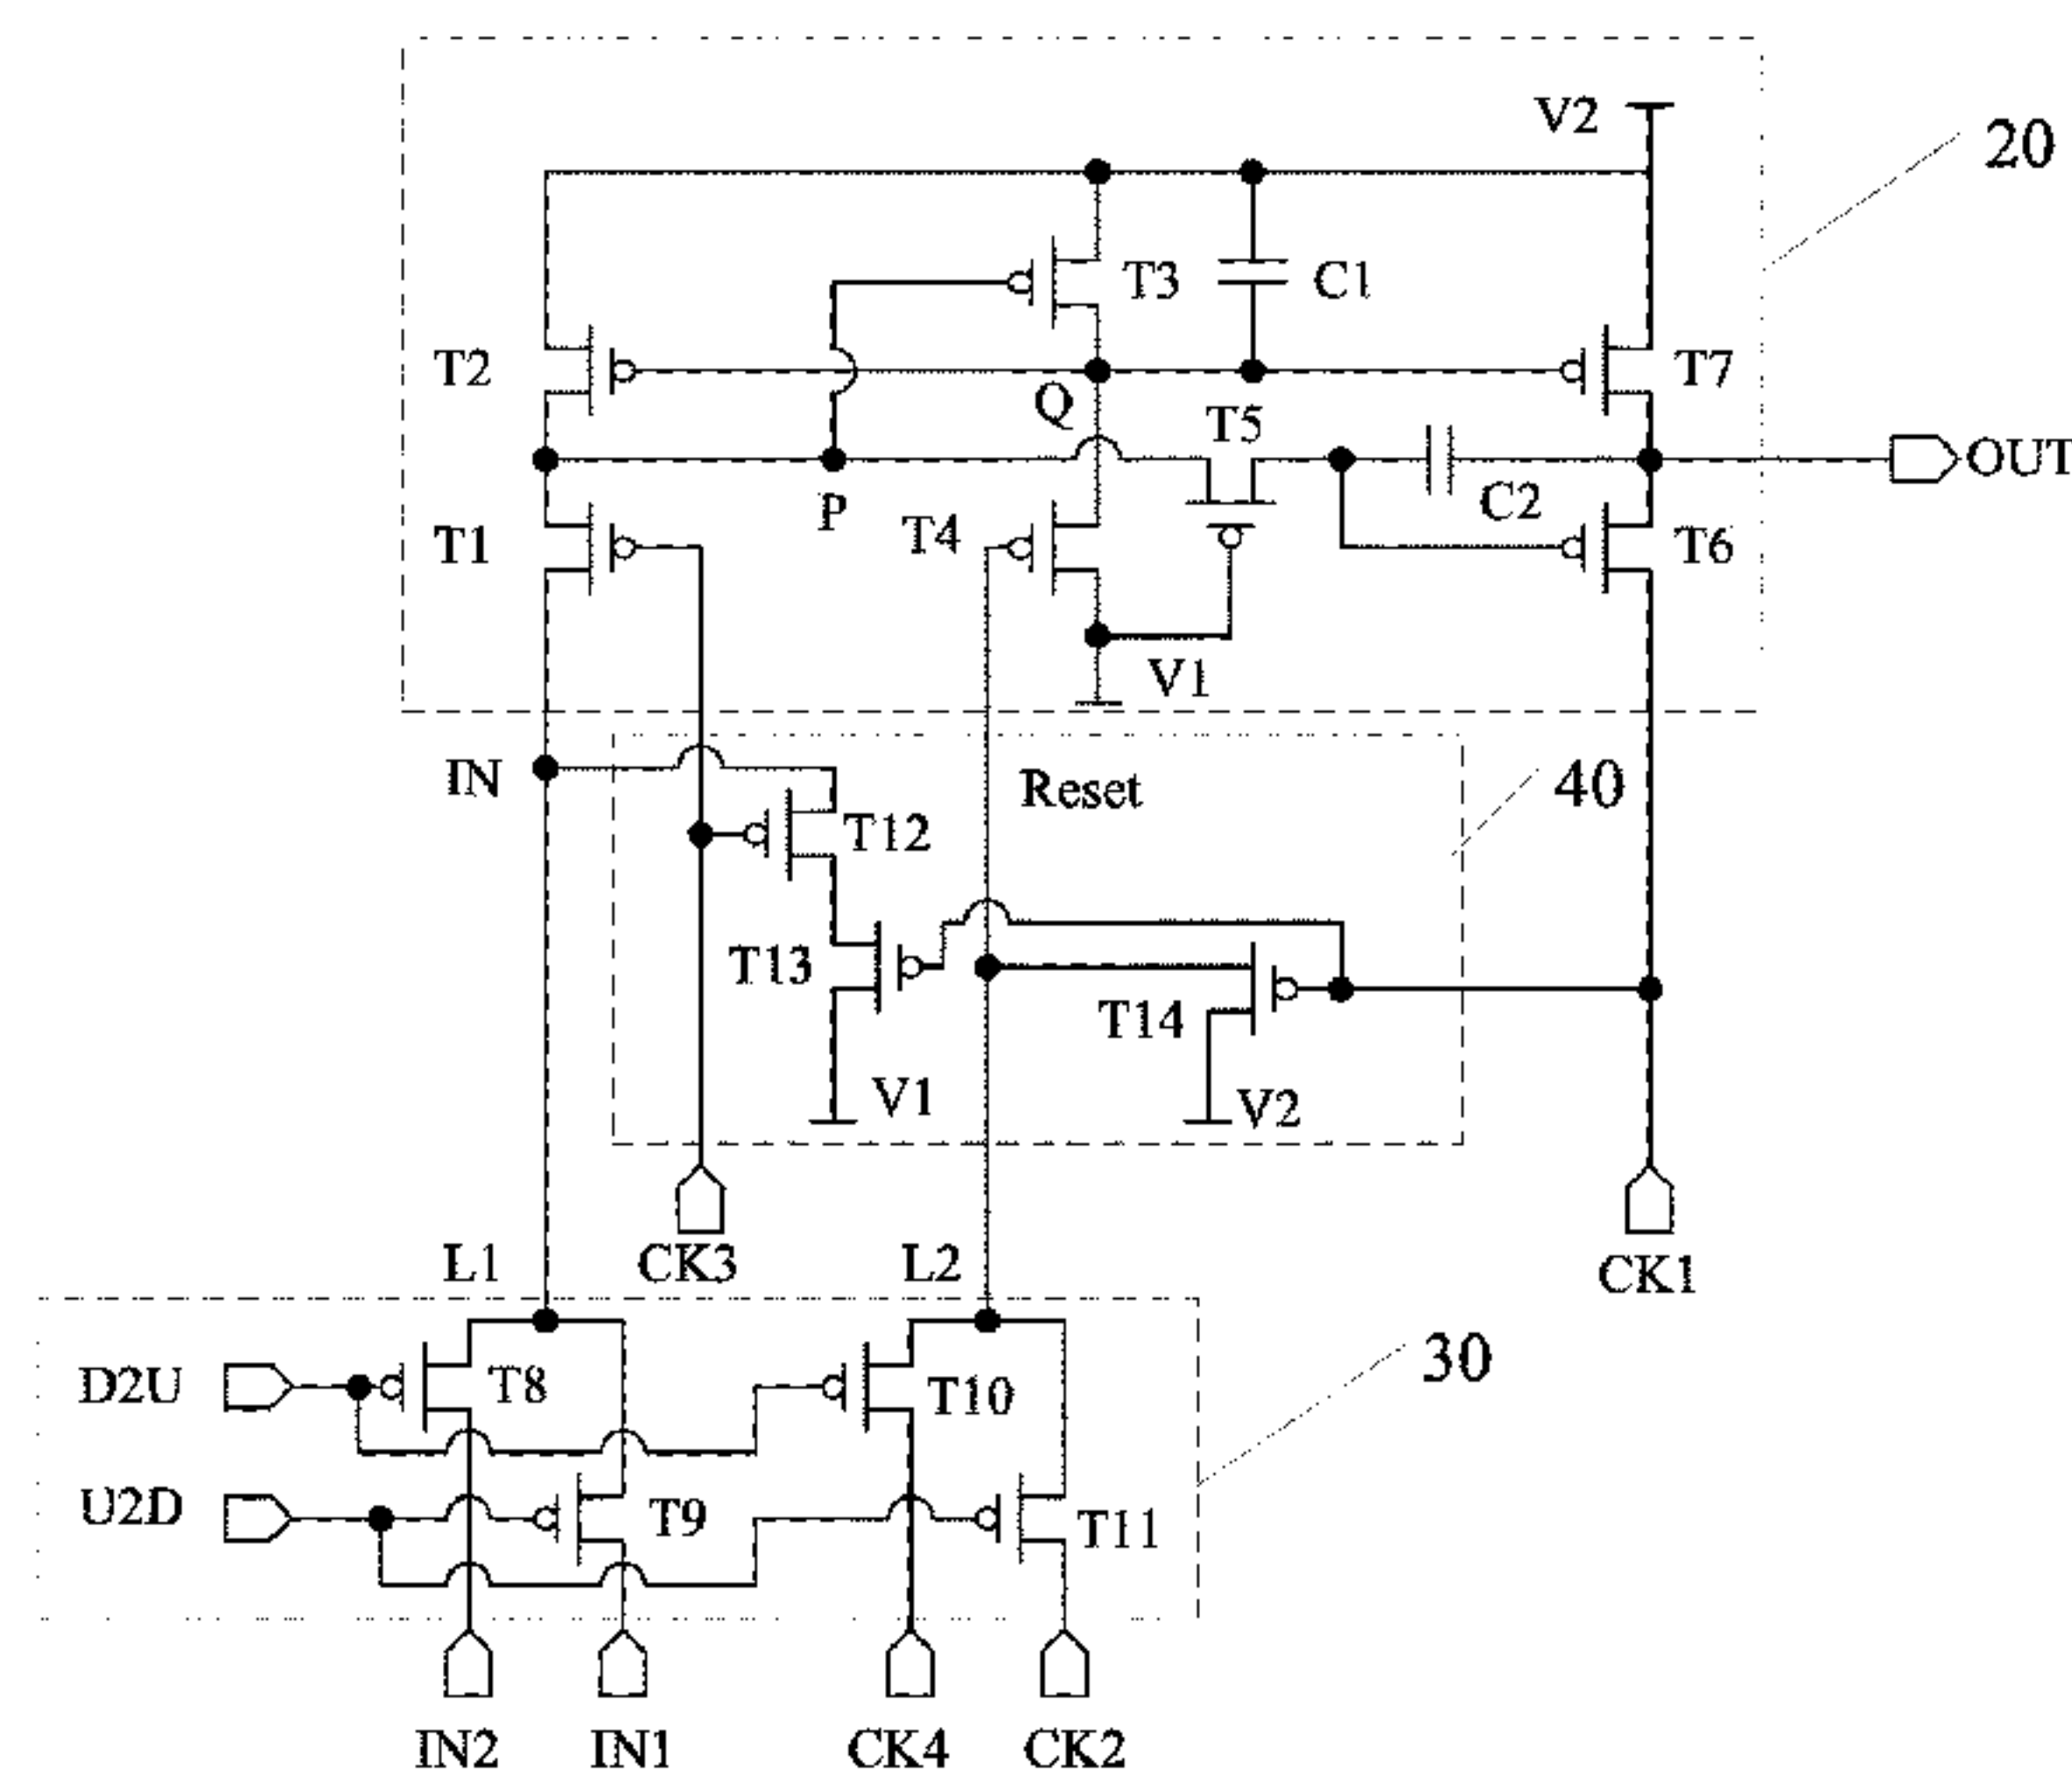 V2
20
T3
C1
T2
T7
Q
T5
OUT
P
C2
T1
T4
T6
V1
IN
Reset
40
T12
T13
T14
V1
V2
L1
CK3
L2
CK1
D2U
T8
T10
30
U2D
T9
T11
IN2
IN1
CK4
CK2